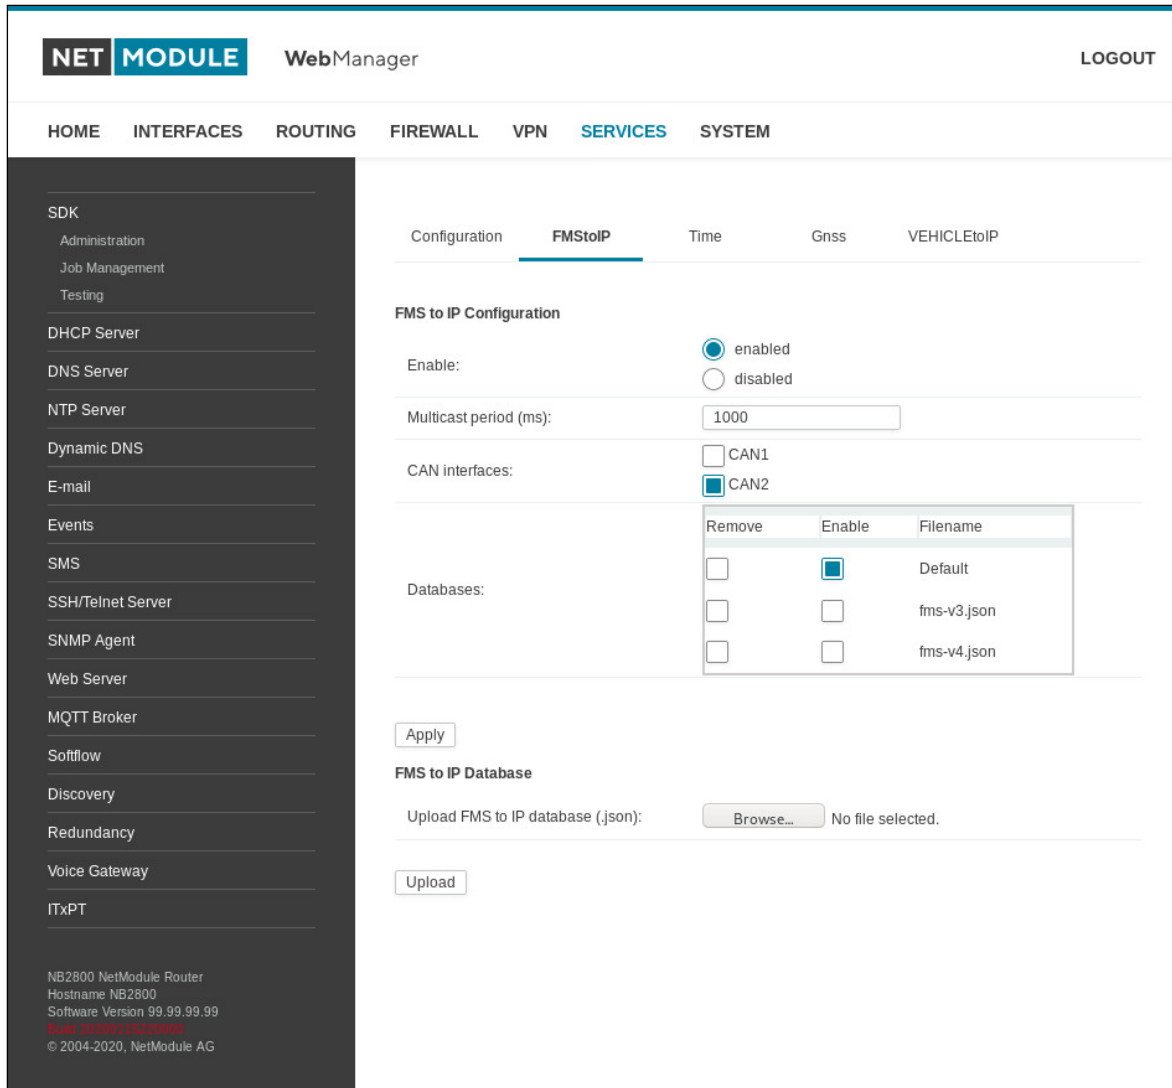 NET MODULE WebManager LOGOUT
HOME INTERFACES ROUTING FIREWALL VPN SERVICES SYSTEM
SDK
Administration
Job Management
Testing
DHCP Server
DNS Server
NTP Server
Dynamic DNS
E-mail
Events
SMS
SSH/Telnet Server
SNMP Agent
Web Server
MQTT Broker
Softflow
Discovery
Redundancy
Voice Gateway
ITxPT
NB2800 NetModule Router
Hostname NB2800
Software Version 99.99.99.99
Build
© 2004-2020, NetModule AG
Configuration FMStoIP Time Gnss VEHICLEtoIP
FMS to IP Configuration
Enable:
enabled
disabled
Multicast period (ms): 1000
CAN interfaces:
CAN1
CAN2
Databases:
Remove Enable Filename
Default
fms-v3.json
fms-v4.json
Apply
FMS to IP Database
Upload FMS to IP database (.json): Browse... No file selected.
Upload